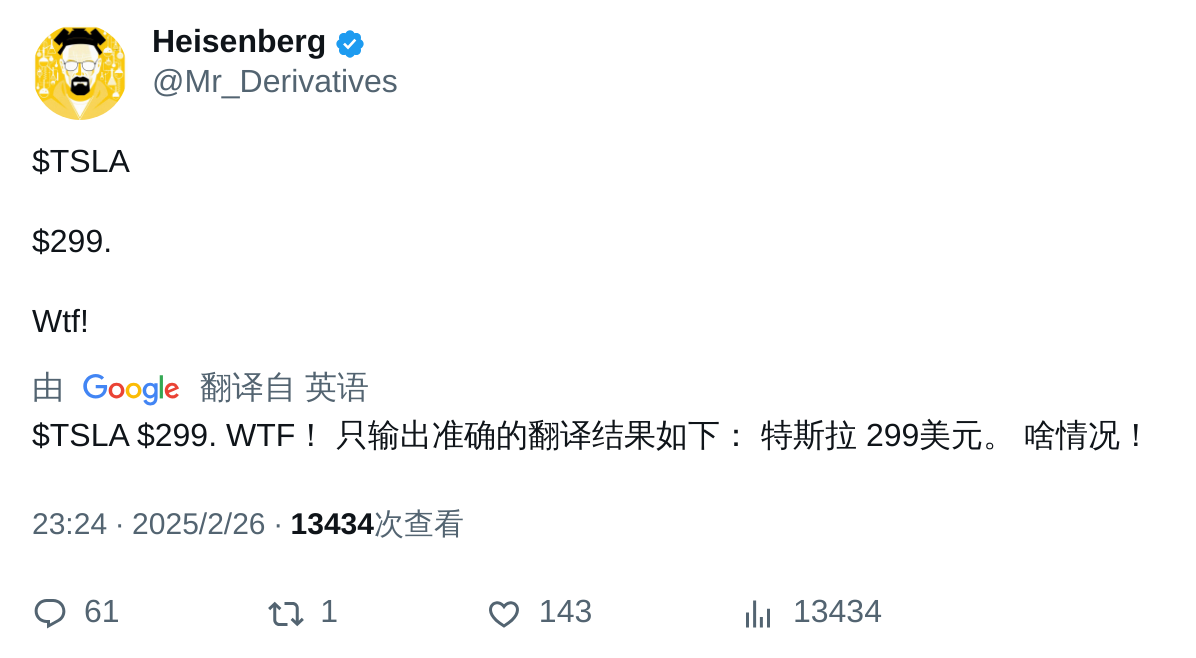 Heisenberg
@Mr_Derivatives
$TSLA
$299.
Wtf!
由 Google 翻译自 英语
$TSLA $299. WTF！ 只输出准确的翻译结果如下： 特斯拉 299美元。 啥情况！
23:24 · 2025/2/26 · 13434次查看
61 1 143 13434